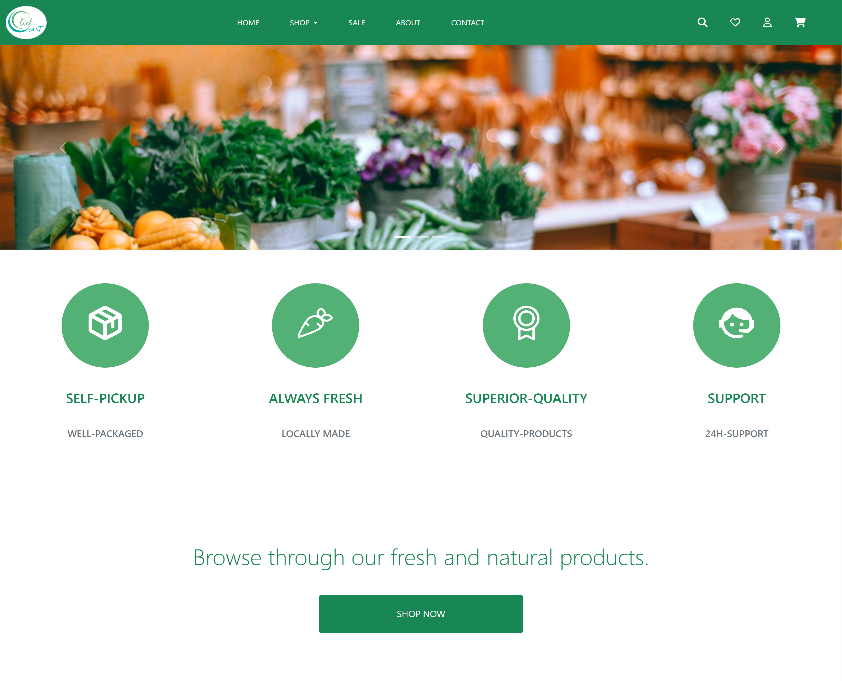 HOME
SHOP
SALE
ABOUT
CONTACT
SELF-PICKUP
ALWAYS FRESH
SUPERIOR-QUALITY
SUPPORT
WELL-PACKAGED
LOCALLY MADE
QUALITY-PRODUCTS
24H-SUPPORT
Browse through our fresh and natural products.
SHOP NOW